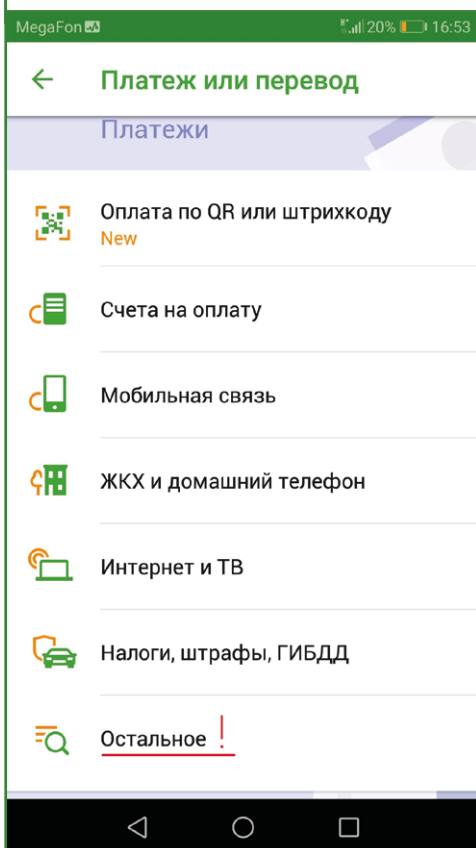 MegaFon 20% 16:53
Платеж или перевод
Платежи
Оплата по QR или штрихкоду
New
Счета на оплату
Мобильная связь
ЖКХ и домашний телефон
Интернет и ТВ
Налоги, штрафы, ГИБДД
Остальное !